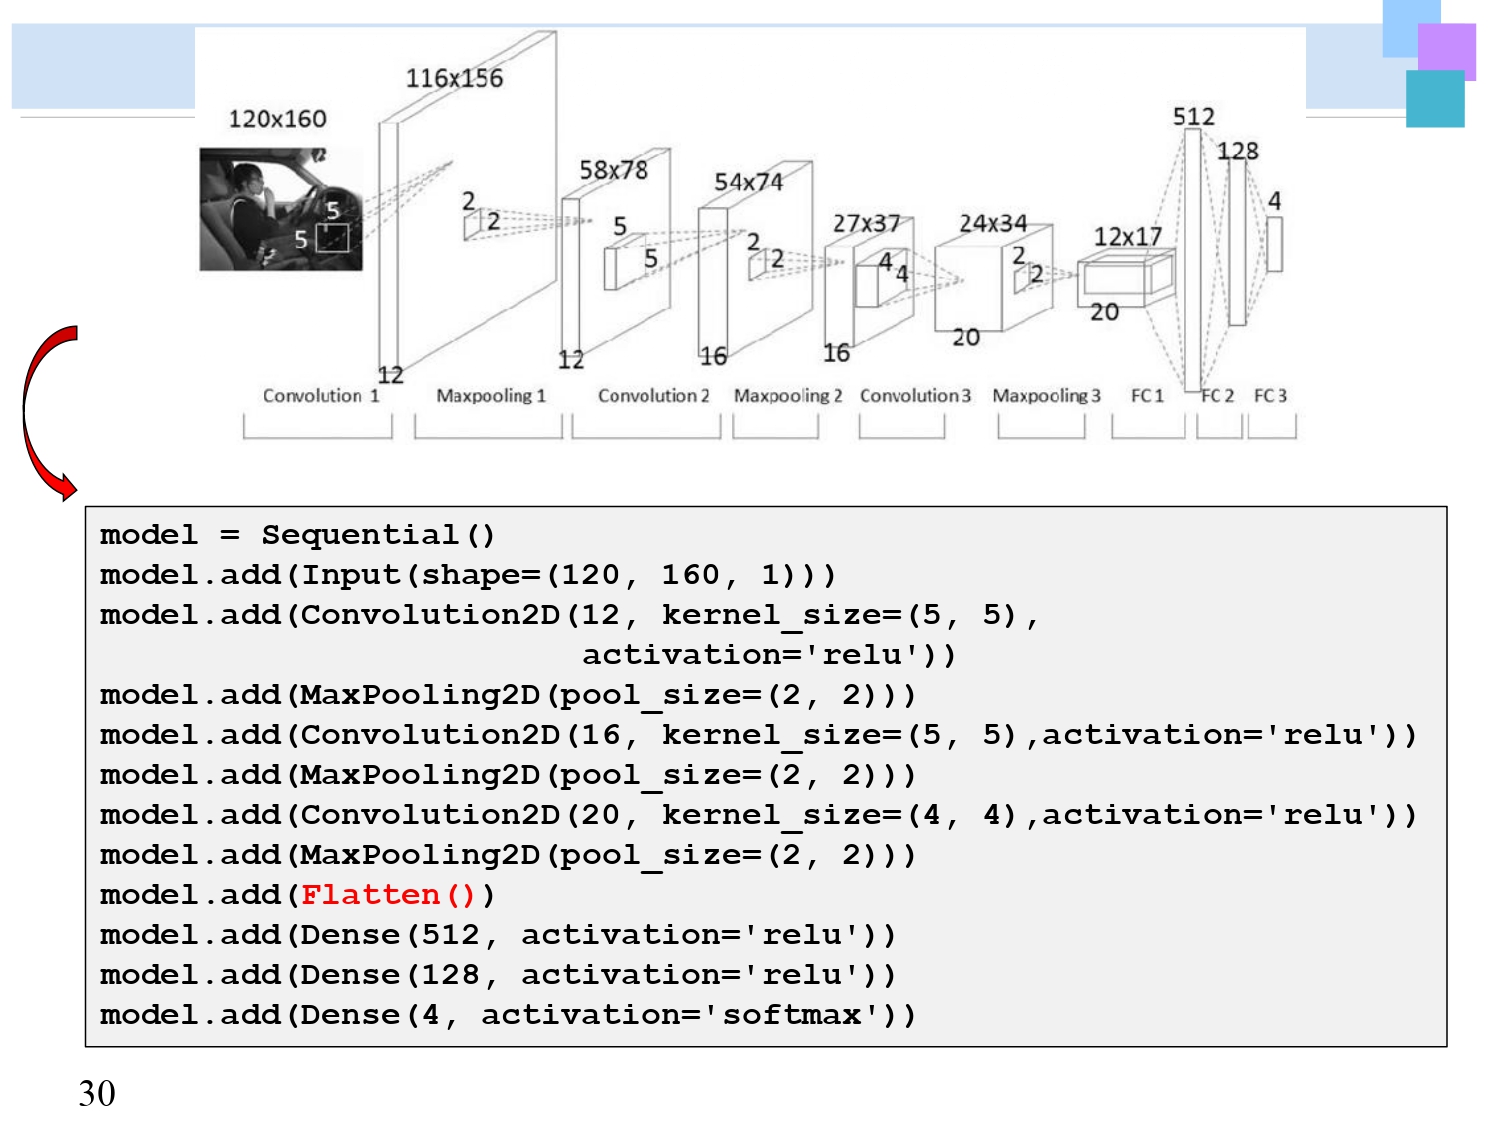 120x160
5
5
116x156
12
2
2
58x78
12
5
5
54x74
16
2
2
27x37
16
4
4
24x34
20
2
2
12x17
20
512
128
4
Convolution 1
Maxpooling 1
Convolution 2
Maxpooling 2
Convolution 3
Maxpooling 3
FC 1
FC 2
FC 3
model = Sequential()
model.add(Input(shape=(120, 160, 1)))
model.add(Convolution2D(12, kernel_size=(5, 5),
                        activation='relu'))
model.add(MaxPooling2D(pool_size=(2, 2)))
model.add(Convolution2D(16, kernel_size=(5, 5),activation='relu'))
model.add(MaxPooling2D(pool_size=(2, 2)))
model.add(Convolution2D(20, kernel_size=(4, 4),activation='relu'))
model.add(MaxPooling2D(pool_size=(2, 2)))
model.add(Flatten())
model.add(Dense(512, activation='relu'))
model.add(Dense(128, activation='relu'))
model.add(Dense(4, activation='softmax'))
30